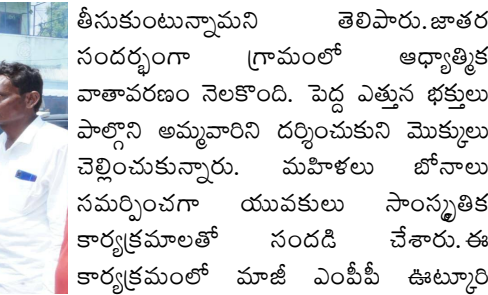 తీసుకుంటున్నామని తెలిపారు.జాతర
సందర్భంగా గ్రామంలో ఆధ్యాత్మిక
వాతావరణం నెలకొంది. పెద్ద ఎత్తున భక్తులు
పాల్గొని అమ్మవారిని దర్శించుకుని మొక్కులు
చెల్లించుకున్నారు. మహిళలు బోనాలు
సమర్పించగా యువకులు సాంస్కృతిక
కార్యక్రమాలతో సందడి చేశారు.ఈ
కార్యక్రమంలో మాజీ ఎంపీపీ ఊట్కూరి